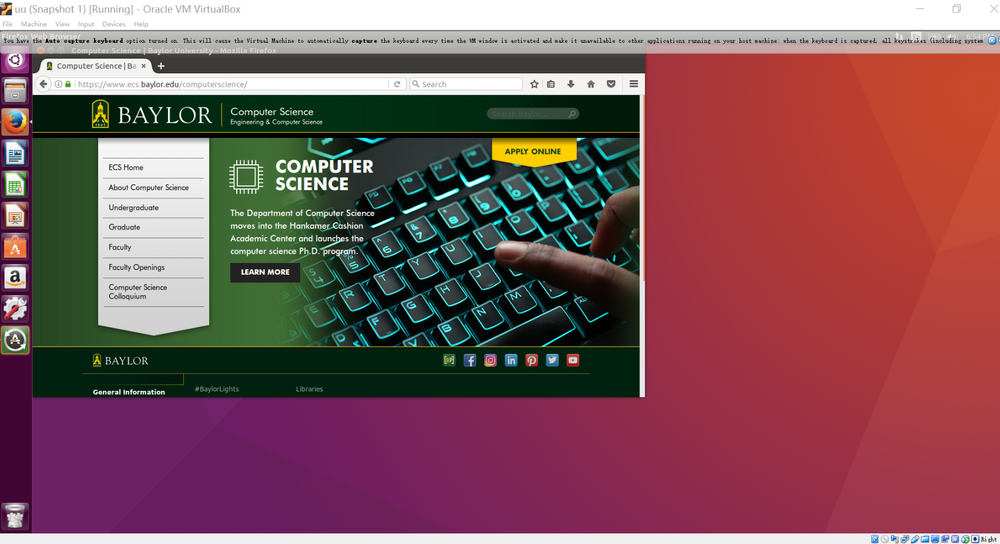 uu (Snapshot 1) [Running] - Oracle VM VirtualBox
File Machine View Input Devices Help
Firefox Web Browser
6:54 PM
You have the Auto capture keyboard option turned on. This will cause the Virtual Machine to automatically capture the keyboard every time the VM window is activated and make it unavailable to other applications running on your host machine: when the keyboard is captured, all keystrokes (including system
Computer Science | Baylor University - Mozilla Firefox
Computer Science | Ba
https://www.ecs.baylor.edu/computerscience/
Search
BAYLOR
1845
Computer Science
Engineering & Computer Science
Search Baylor...
APPLY ONLINE
ECS Home
About Computer Science
Undergraduate
Graduate
Faculty
Faculty Openings
Computer Science
Colloquium
COMPUTER
SCIENCE
The Department of Computer Science
moves into the Hankamer Cashion
Academic Center and launches the
computer science Ph.D. program.
LEARN MORE
BAYLOR
General Information
#BaylorLights
Libraries
Right